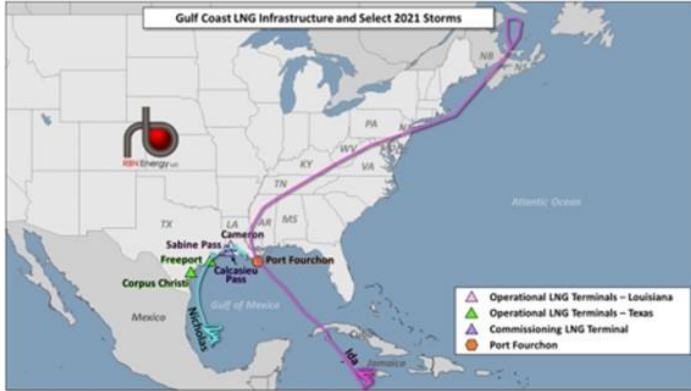 Gulf Coast LNG Infrastructure and Select 2021 Storms
NB
NS
RBN Energy LLC
PA
WV
VA
KY
TN
TX
LA
AR
MS
Cameron
Sabine Pass
Freeport
Port Fourchon
Corpus Christi
Calcasieu
Pass
Atlantic Ocean
Mexico
Nicholas
Gulf of Mexico
Cuba
Ida
Jamaica
Operational LNG Terminals – Louisiana
Operational LNG Terminals – Texas
Commissioning LNG Terminal
Port Fourchon